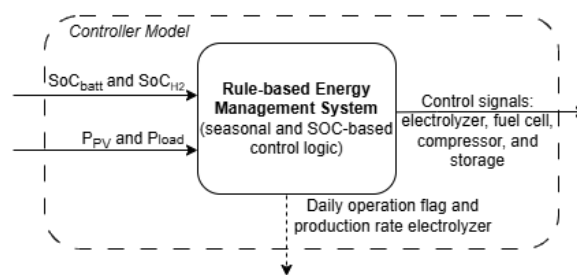 Controller Model
SoCbatt and SoCH2
PPV and Pload
Rule-based Energy
Management System
(seasonal and SOC-based
control logic)
Control signals:
electrolyzer, fuel cell,
compressor, and
storage
Daily operation flag and
production rate electrolyzer